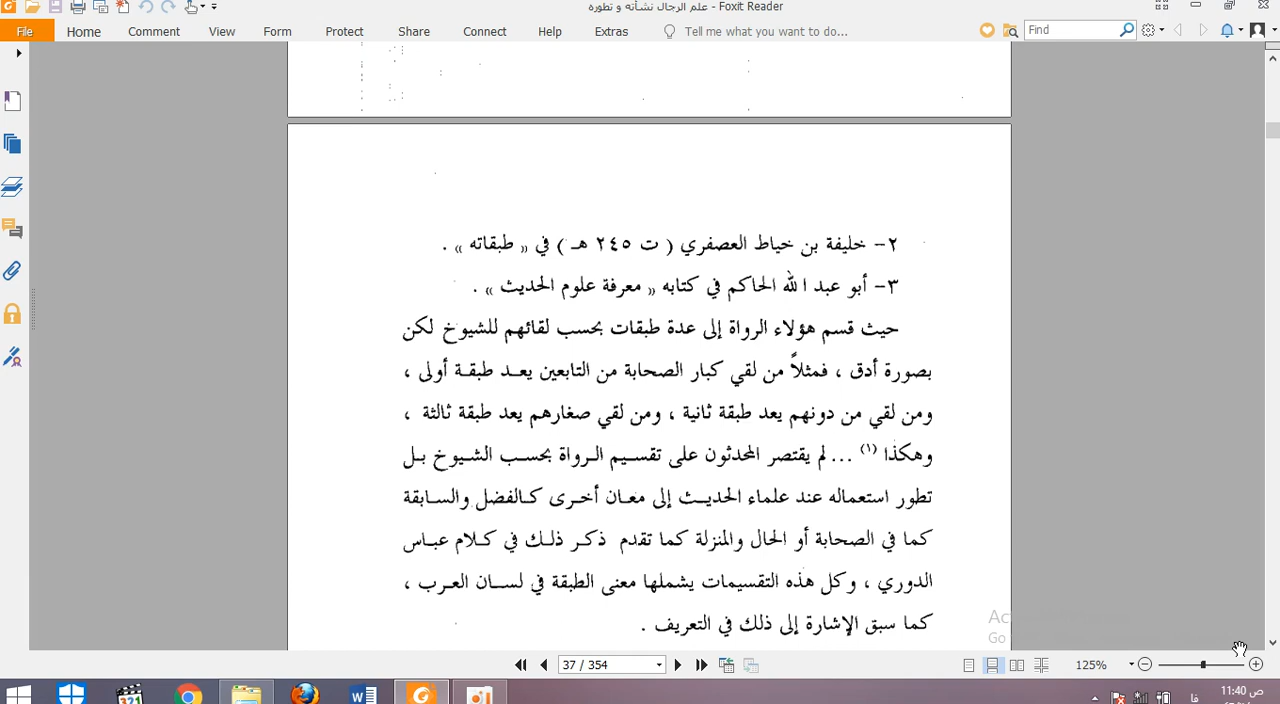 علم الرجال نشأته و تطوره - Foxit Reader
File Home Comment View Form Protect Share Connect Help Extras Tell me what you want to do... Find
٢- خليفة بن خياط العصفري ( ت ٢٤٥ هـ ) في « طبقاته » .
٣- أبو عبد الله الحاكم في كتابه « معرفة علوم الحديث » .
حيث قسم هؤلاء الرواة إلى عدة طبقات بحسب لقائهم للشيوخ لكن
بصورة أدق ، فمثلاً من لقي كبار الصحابة من التابعين يعد طبقة أولى ،
ومن لقي من دونهم يعد طبقة ثانية ، ومن لقي صغارهم يعد طبقة ثالثة ،
وهكذا (١) ... لم يقتصر المحدثون على تقسيم الرواة بحسب الشيوخ بل
تطور استعماله عند علماء الحديث إلى معان أخرى كالفضل والسابقة
كما في الصحابة أو الحال والمنزلة كما تقدم ذكر ذلك في كلام عباس
الدوري ، وكل هذه التقسيمات يشملها معنى الطبقة في لسان العرب ،
كما سبق الإشارة إلى ذلك في التعريف .
37 / 354
125%
فا
11:40 ص